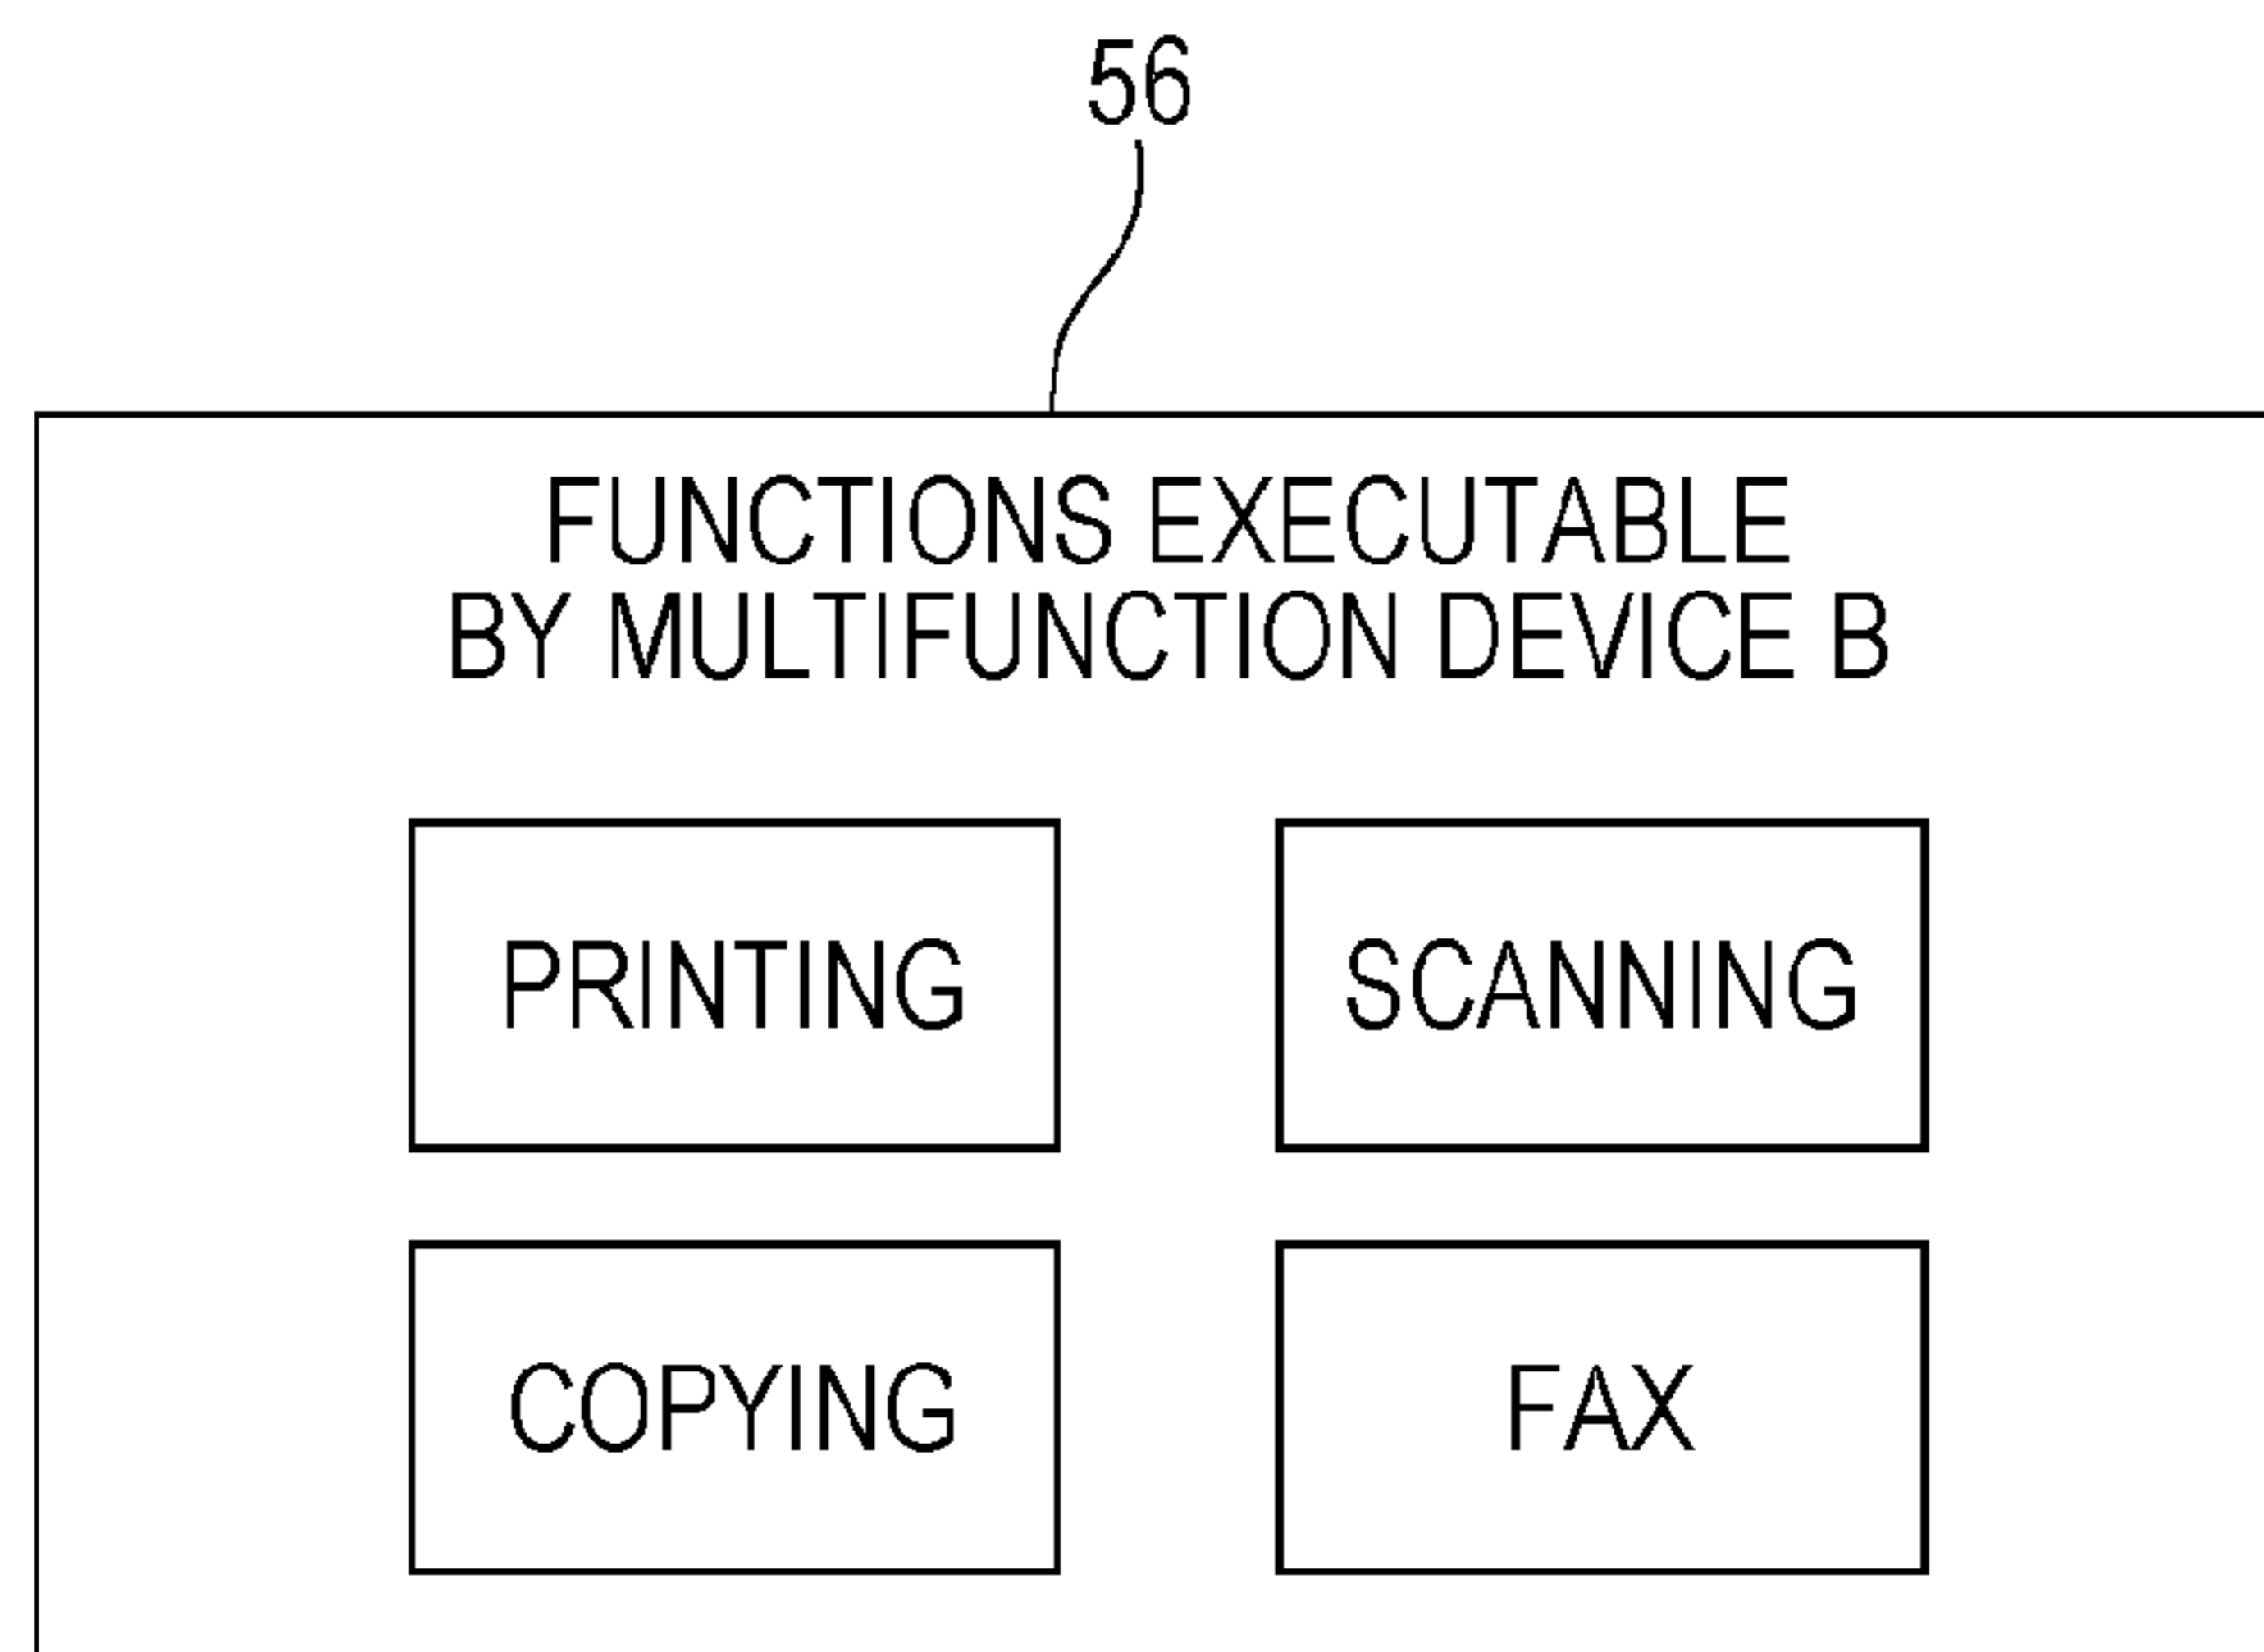 56
FUNCTIONS EXECUTABLE
BY MULTIFUNCTION DEVICE B
PRINTING
SCANNING
COPYING
FAX